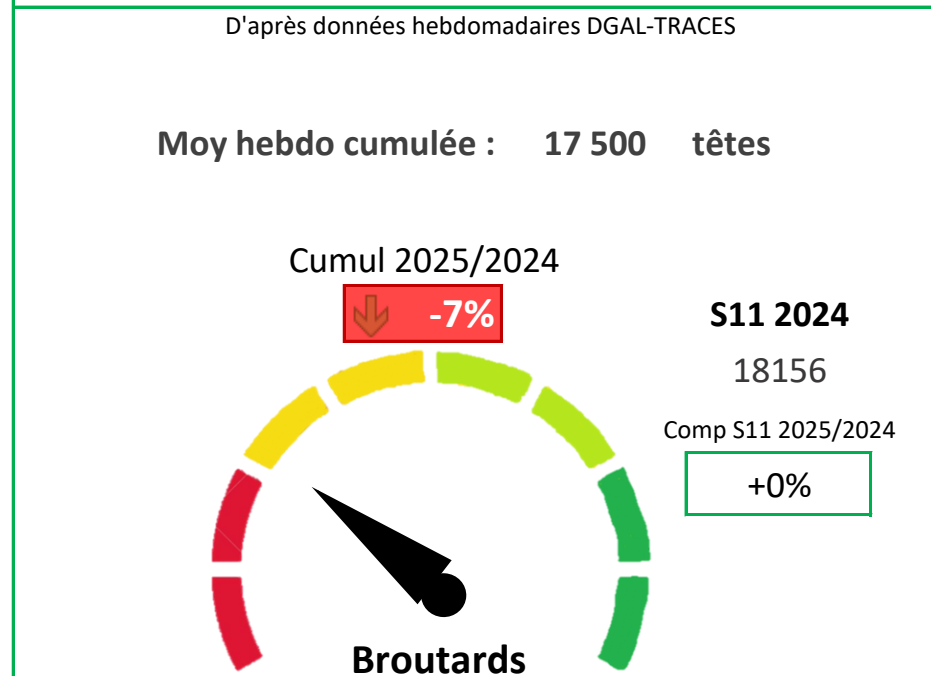 D'après données hebdomadaires DGAL-TRACES
Moy hebdo cumulée : 17 500 têtes
Cumul 2025/2024
-7%
S11 2024
18156
Comp S11 2025/2024
+0%
Broutards